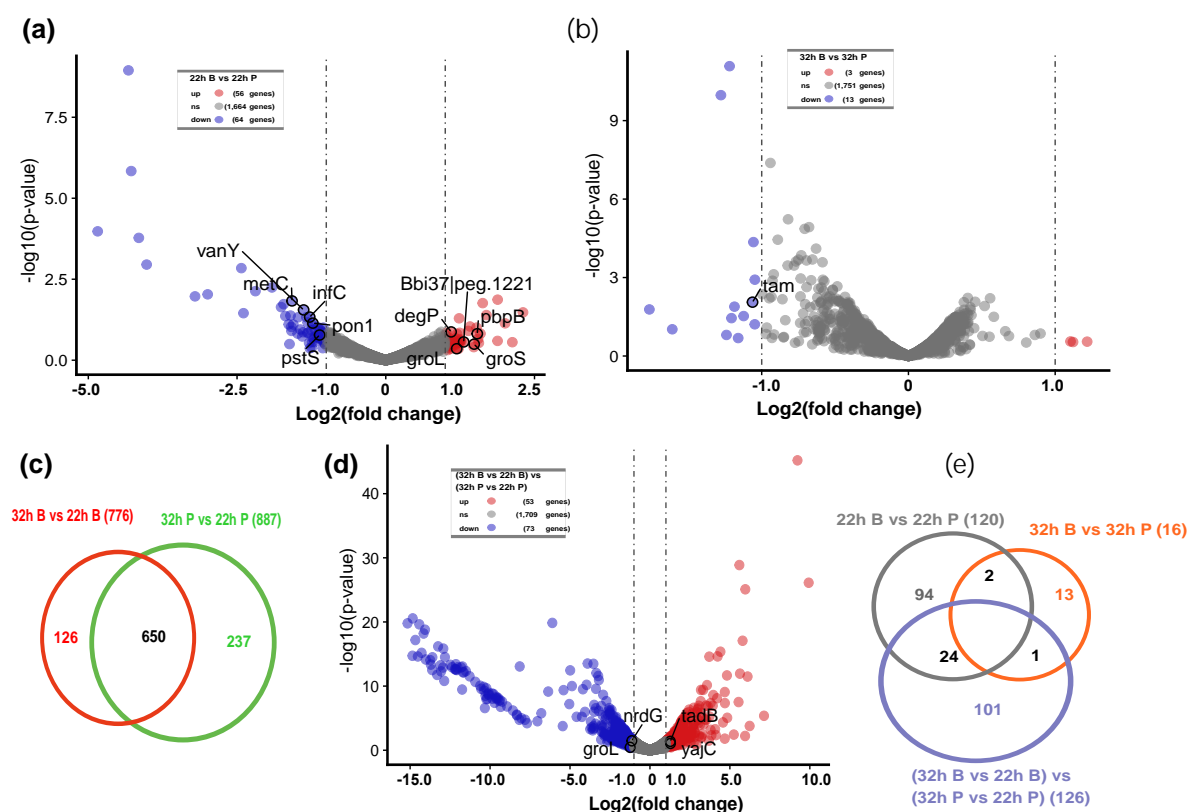 (a)
-log10(p-value)
7.5
5.0
2.5
0.0
-5.0
-2.5
-1.0
0
1.0
2.5
Log2(fold change)
22h B vs 22h P
up (56 genes)
ns (1,664 genes)
down (64 genes)
vanY
metC
infC
pon1
pstS
Bbi37|peg.1221
degP
pbpB
groL
groS
(b)
-log10(p-value)
9
6
3
0
-1.0
0
1.0
Log2(fold change)
32h B vs 32h P
up (3 genes)
ns (1,751 genes)
down (13 genes)
tam
(c)
32h B vs 22h B (776)
32h P vs 22h P (887)
126
650
237
(d)
-log10(p-value)
40
30
20
10
0
-15.0
-10.0
-5.0
-1.0
0
1.0
5.0
10.0
Log2(fold change)
(32h B vs 22h B) vs
(32h P vs 22h P)
up (53 genes)
ns (1,709 genes)
down (73 genes)
nrdG
tadB
groL
yajC
(e)
22h B vs 22h P (120)
32h B vs 32h P (16)
94
2
13
24
1
101
(32h B vs 22h B) vs
(32h P vs 22h P) (126)